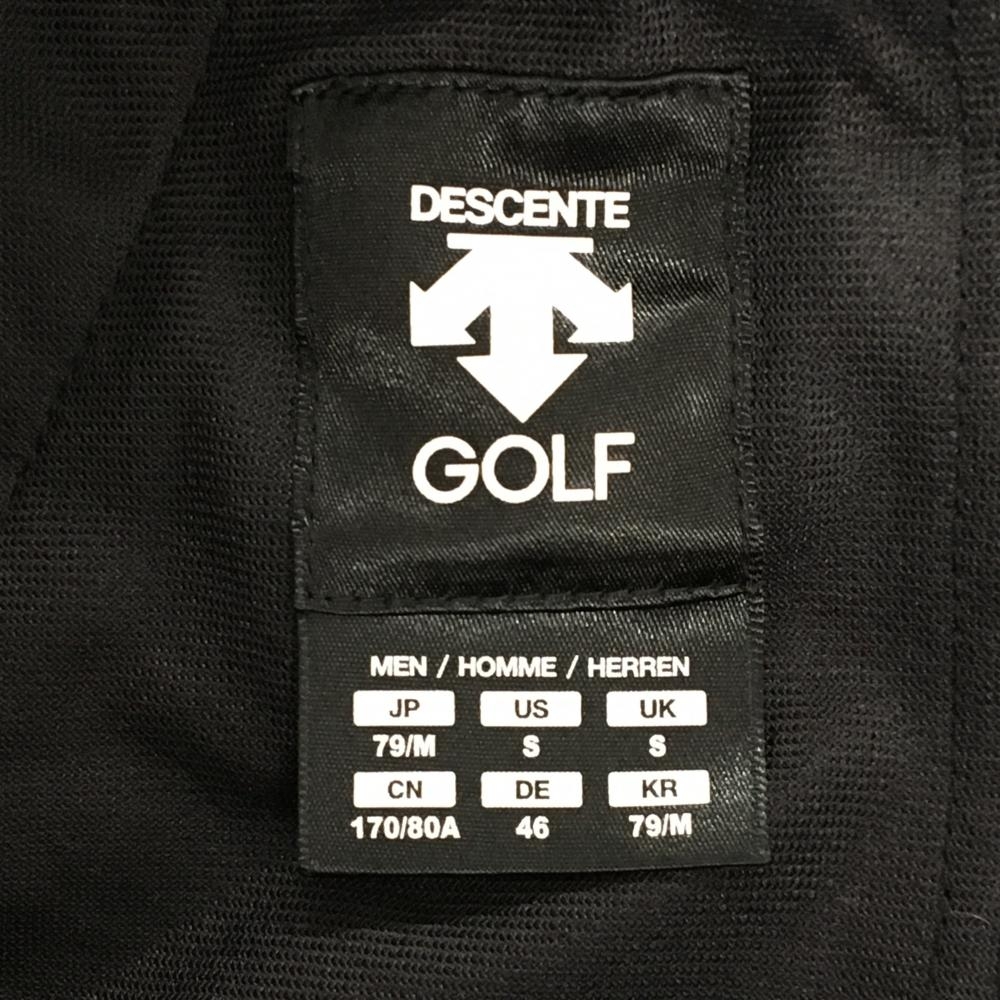 DESCENTE
GOLF
MEN / HOMME / HERREN
JP US UK
79/M S S
CN DE KR
170/80A 46 79/M